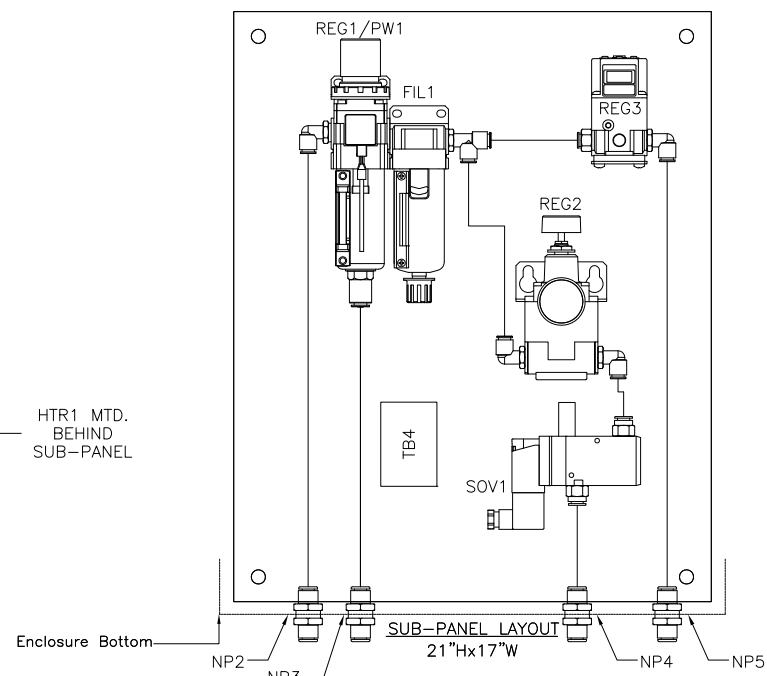 REG1/PW1
FIL1
REG3
REG2
HTR1 MTD.
BEHIND
SUB-PANEL
TB4
SOV1
SUB-PANEL LAYOUT
21"Hx17"W
Enclosure Bottom
NP2
NP3
NP4
NP5